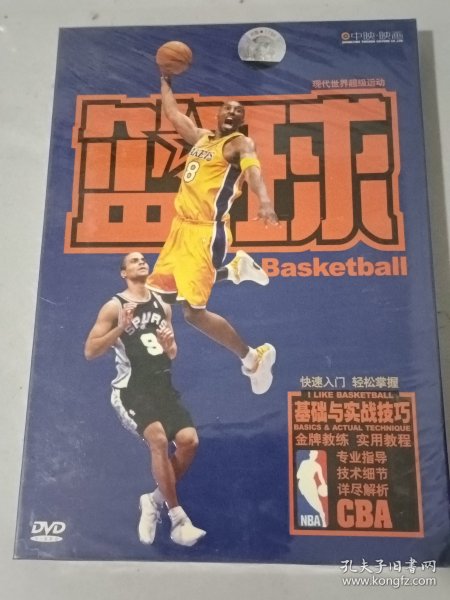 中映·映画
现代世界超级运动
篮球
Basketball
LAKERS
8
SPURS
8
快速入门 轻松掌握
I LIKE BASKETBALL
基础与实战技巧
BASICS & ACTUAL TECHNIQUE
金牌教练 实用教程
专业指导
技术细节
详尽解析
NBA
CBA
DVD
孔夫子旧书网
www.kongfz.com